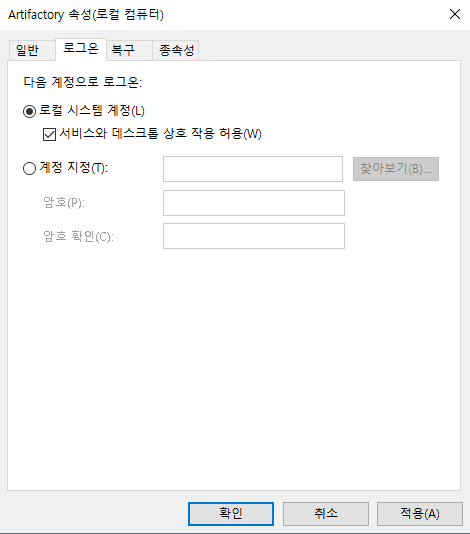 Artifactory 속성(로컬 컴퓨터)
일반 로그온 복구 종속성
다음 계정으로 로그온:
로컬 시스템 계정(L)
서비스와 데스크톱 상호 작용 허용(W)
계정 지정(T): 찾아보기(B)...
암호(P):
암호 확인(C):
확인 취소 적용(A)